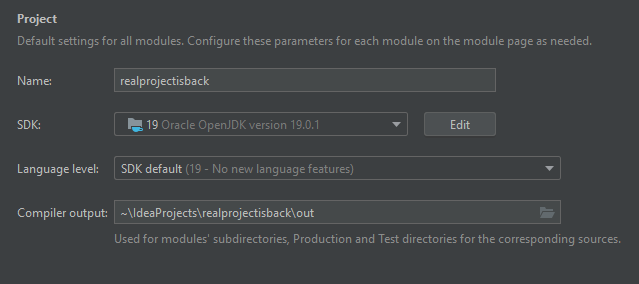 Project
Default settings for all modules. Configure these parameters for each module on the module page as needed.
Name: realprojectisback
SDK: 19 Oracle OpenJDK version 19.0.1 Edit
Language level: SDK default (19 - No new language features)
Compiler output: ~\IdeaProjects\realprojectisback\out
Used for modules' subdirectories, Production and Test directories for the corresponding sources.